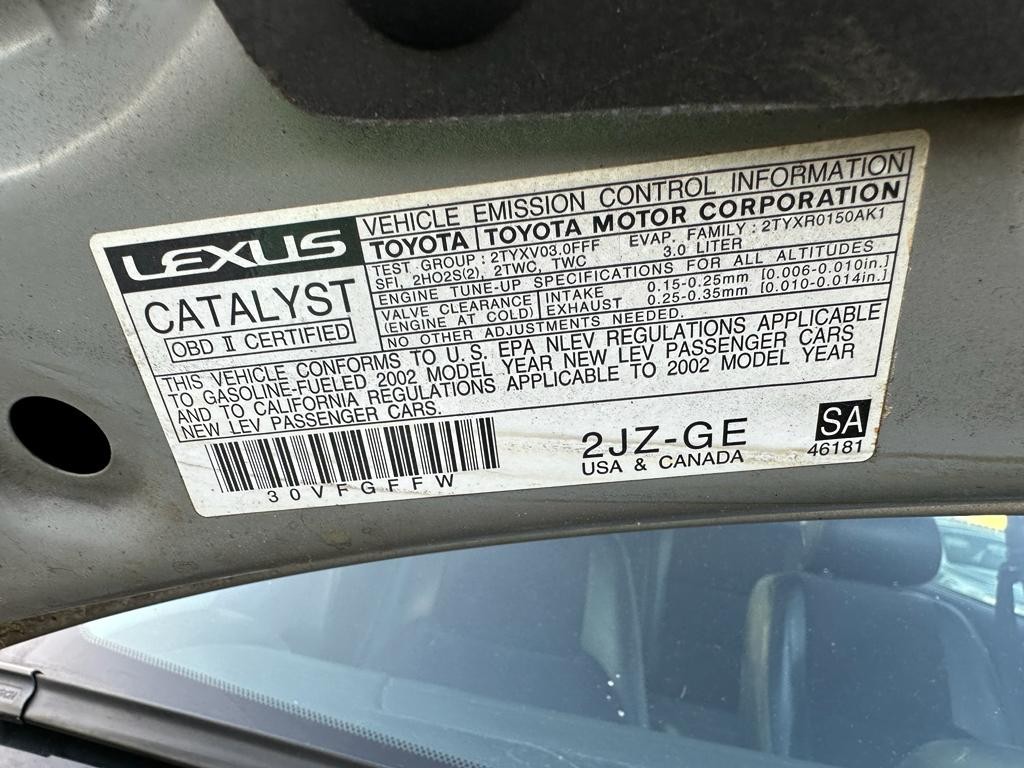 LEXUS
CATALYST
OBD II CERTIFIED
VEHICLE EMISSION CONTROL INFORMATION
TOYOTA TOYOTA MOTOR CORPORATION
TEST GROUP : 2TYXV03.0FFF EVAP. FAMILY : 2TYXR0150AK1
SFI, 2HO2S(2), 2TWC, TWC 3.0 LITER
ENGINE TUNE-UP SPECIFICATIONS FOR ALL ALTITUDES
VALVE CLEARANCE INTAKE 0.15-0.25mm [0.006-0.010in.]
(ENGINE AT COLD) EXHAUST 0.25-0.35mm [0.010-0.014in.]
NO OTHER ADJUSTMENTS NEEDED.
THIS VEHICLE CONFORMS TO U.S. EPA NLEV REGULATIONS APPLICABLE
TO GASOLINE-FUELED 2002 MODEL YEAR NEW LEV PASSENGER CARS
AND TO CALIFORNIA REGULATIONS APPLICABLE TO 2002 MODEL YEAR
NEW LEV PASSENGER CARS.
30VFGFFW
2JZ-GE
USA & CANADA
SA
46181